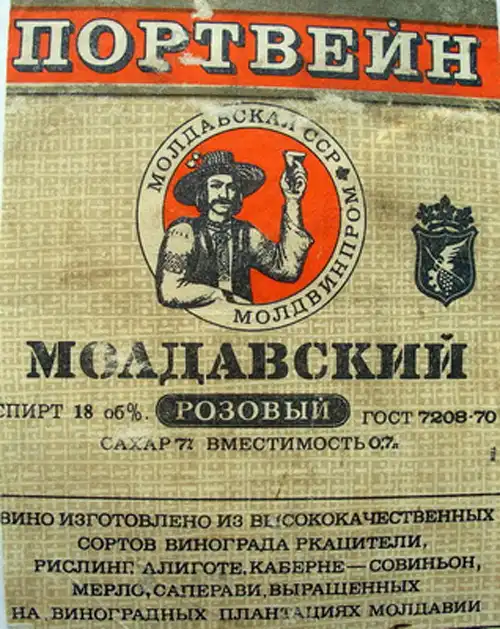 ПОРТВЕЙН
МОЛДАВСКАЯ ССР
МОЛДВИНПРОМ
МОЛДАВСКИЙ
СПИРТ 18 об%. РОЗОВЫЙ ГОСТ 7208-70
САХАР 7% ВМЕСТИМОСТЬ 0,7л
ВИНО ИЗГОТОВЛЕНО ИЗ ВЫСОКОКАЧЕСТВЕННЫХ
СОРТОВ ВИНОГРАДА РКАЦИТЕЛИ,
РИСЛИНГ АЛИГОТЕ, КАБЕРНЕ—СОВИНЬОН,
МЕРЛО, САПЕРАВИ, ВЫРАЩЕННЫХ
НА ВИНОГРАДНЫХ ПЛАНТАЦИЯХ МОЛДАВИИ